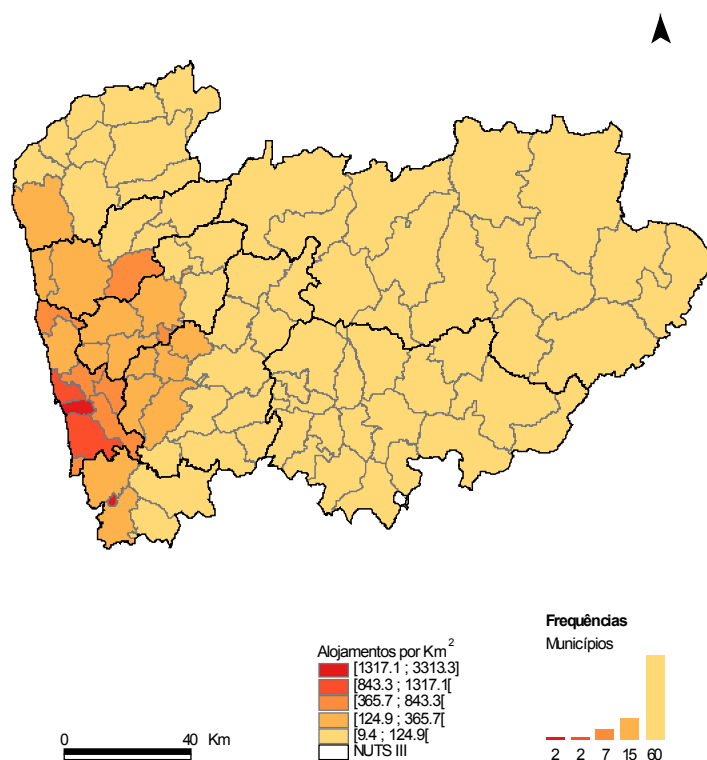 Alojamentos por Km²
[1317.1 ; 3313.3]
[843.3 ; 1317.1[
[365.7 ; 843.3[
[124.9 ; 365.7[
[9.4 ; 124.9[
NUTS III
0 40 Km
Frequências
Municípios
2 2 7 15 60